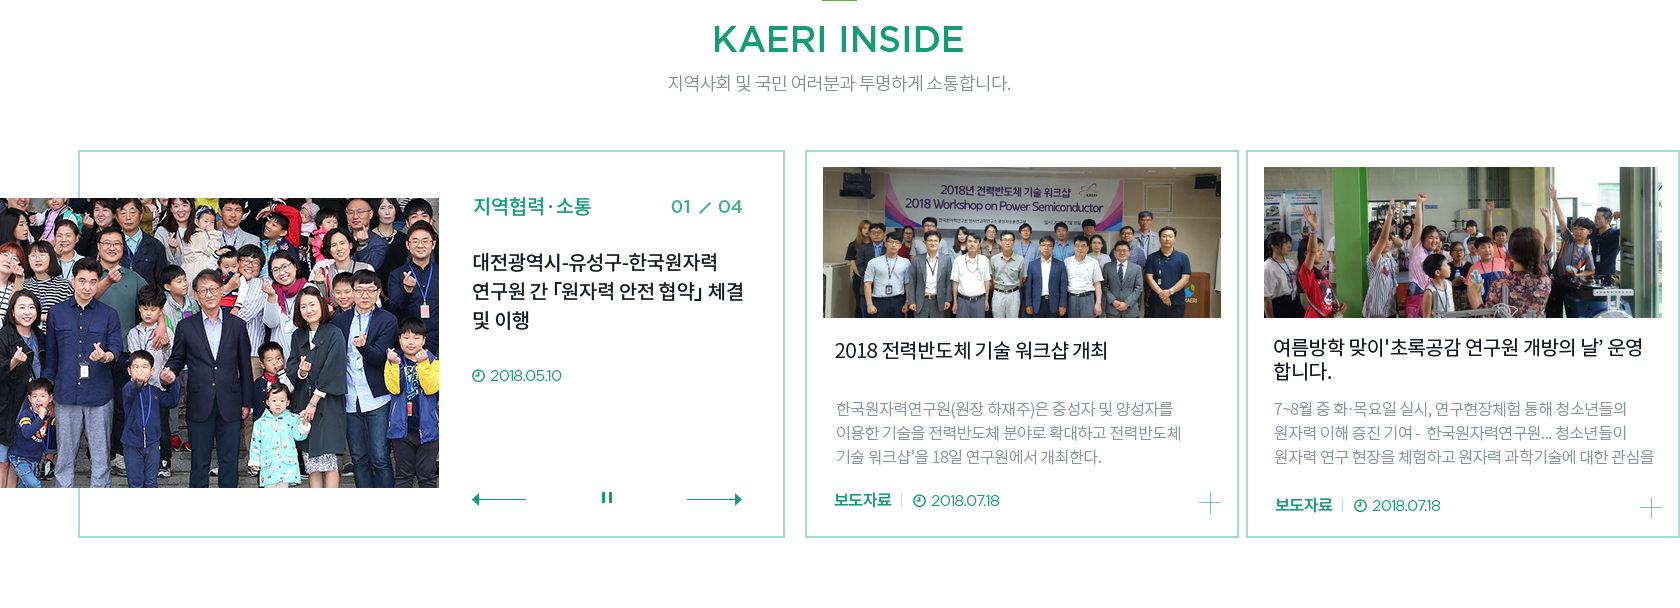 KAERI INSIDE
지역사회 및 국민 여러분과 투명하게 소통합니다.
지역협력·소통
01 / 04
대전광역시-유성구-한국원자력
연구원 간 ｢원자력 안전 협약｣ 체결
및 이행
2018.05.10
2018년 전력반도체 기술 워크샵
KAERI
2018 Workshop on Power Semiconductor
KAERI
2018 전력반도체 기술 워크샵 개최
한국원자력연구원(원장 하재주)은 중성자 및 양성자를
이용한 기술을 전력반도체 분야로 확대하고 전력반도체
기술 워크샵’을 18일 연구원에서 개최한다.
보도자료
2018.07.18
여름방학 맞이'초록공감 연구원 개방의 날’ 운영
합니다.
7~8월 중 화·목요일 실시, 연구현장체험 통해 청소년들의
원자력 이해 증진 기여 - 한국원자력연구원... 청소년들이
원자력 연구 현장을 체험하고 원자력 과학기술에 대한 관심을
보도자료
2018.07.18